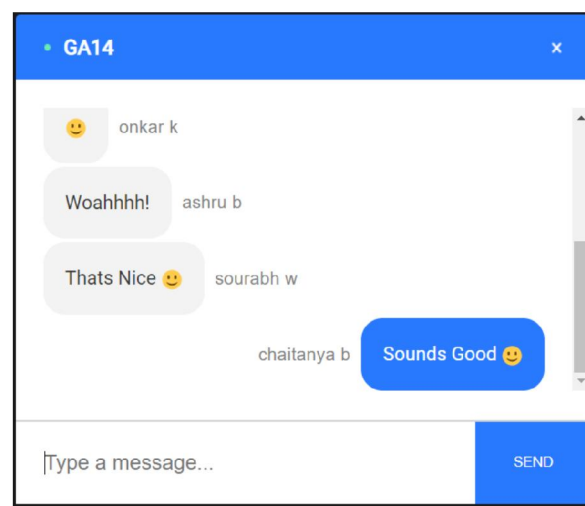 GA14 ×
🙂 onkar k
Woahhhh! ashru b
Thats Nice 🙂 sourabh w
chaitanya b Sounds Good 🙂
Type a message... SEND